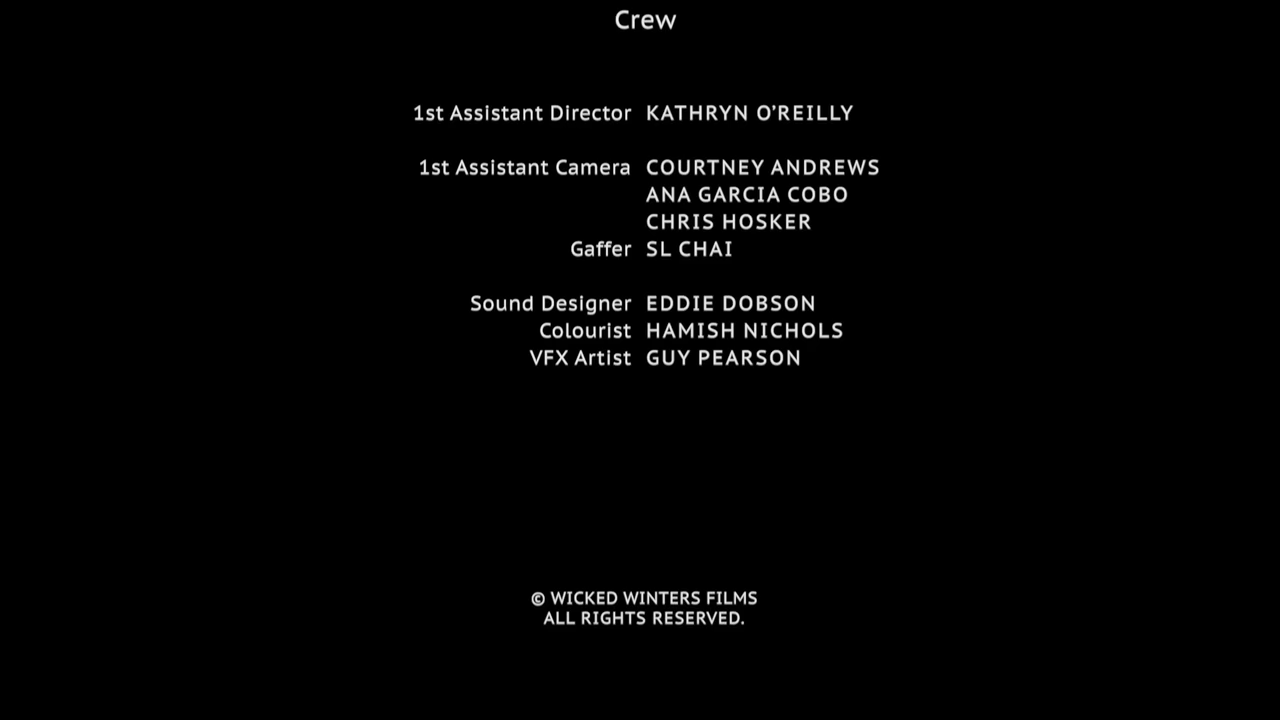 Crew
1st Assistant Director KATHRYN O’REILLY
1st Assistant Camera COURTNEY ANDREWS
ANA GARCIA COBO
CHRIS HOSKER
Gaffer SL CHAI
Sound Designer EDDIE DOBSON
Colourist HAMISH NICHOLS
VFX Artist GUY PEARSON
© WICKED WINTERS FILMS
ALL RIGHTS RESERVED.